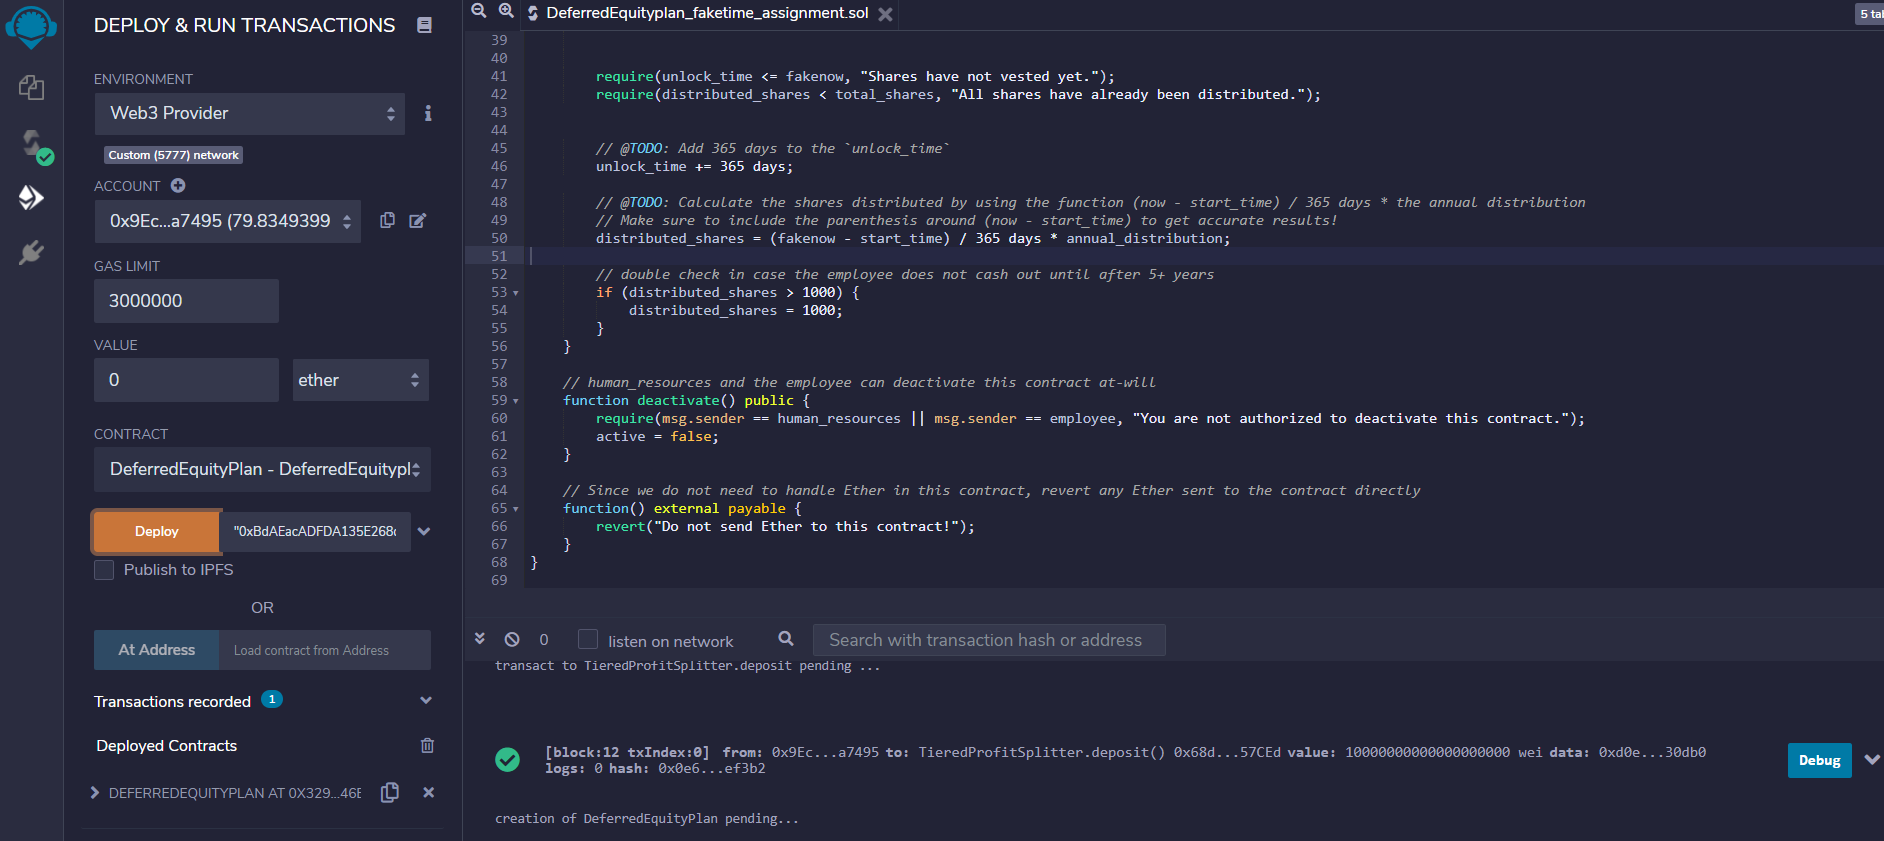 DEPLOY & RUN TRANSACTIONS
ENVIRONMENT
Web3 Provider
Custom (5777) network
ACCOUNT
0x9Ec...a7495 (79.8349399
GAS LIMIT
3000000
VALUE
0
ether
CONTRACT
DeferredEquityPlan - DeferredEquitypl
Deploy
"0xBdAEacADFDA135E268c
Publish to IPFS
OR
At Address
Load contract from Address
Transactions recorded 1
Deployed Contracts
DEFERREDEQUITYPLAN AT 0X329...46E
DeferredEquityplan_faketime_assignment.sol
5 tal
39
40
41 require(unlock_time <= fakenow, "Shares have not vested yet.");
42 require(distributed_shares < total_shares, "All shares have already been distributed.");
43
44
45 // @TODO: Add 365 days to the `unlock_time`
46 unlock_time += 365 days;
47
48 // @TODO: Calculate the shares distributed by using the function (now - start_time) / 365 days * the annual distribution
49 // Make sure to include the parenthesis around (now - start_time) to get accurate results!
50 distributed_shares = (fakenow - start_time) / 365 days * annual_distribution;
51
52 // double check in case the employee does not cash out until after 5+ years
53 if (distributed_shares > 1000) {
54 distributed_shares = 1000;
55 }
56 }
57
58 // human_resources and the employee can deactivate this contract at-will
59 function deactivate() public {
60 require(msg.sender == human_resources || msg.sender == employee, "You are not authorized to deactivate this contract.");
61 active = false;
62 }
63
64 // Since we do not need to handle Ether in this contract, revert any Ether sent to the contract directly
65 function() external payable {
66 revert("Do not send Ether to this contract!");
67 }
68 }
69
0
listen on network
Search with transaction hash or address
transact to TieredProfitSplitter.deposit pending ...
[block:12 txIndex:0] from: 0x9Ec...a7495 to: TieredProfitSplitter.deposit() 0x68d...57CEd value: 10000000000000000000 wei data: 0xd0e...30db0
logs: 0 hash: 0x0e6...ef3b2
Debug
creation of DeferredEquityPlan pending...